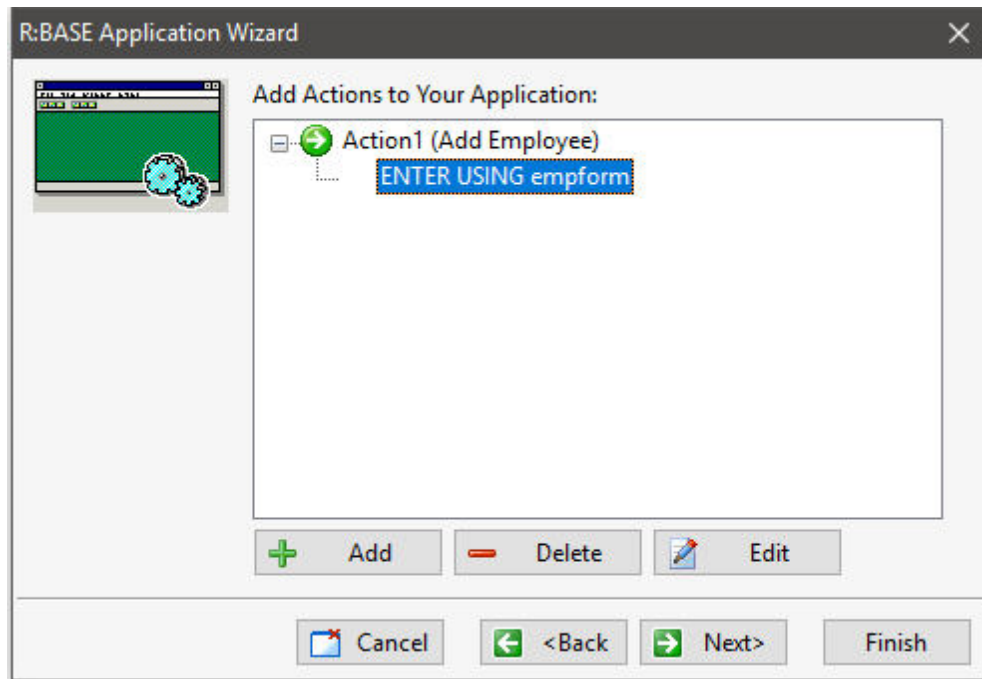 R:BASE Application Wizard
Add Actions to Your Application:
Action1 (Add Employee)
ENTER USING empform
Add Delete Edit
Cancel <Back Next> Finish